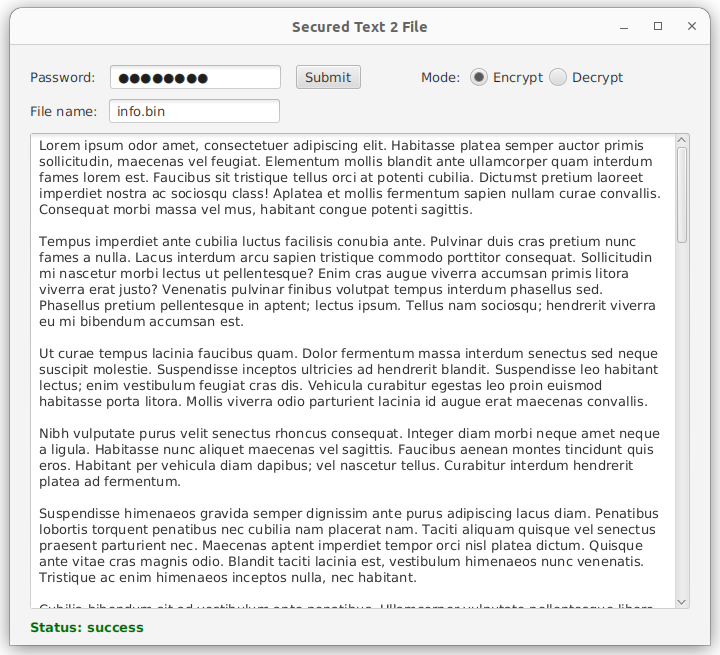 Secured Text 2 File
Password: ●●●●●●●● Submit Mode: Encrypt Decrypt
File name: info.bin
Lorem ipsum odor amet, consectetuer adipiscing elit. Habitasse platea semper auctor primis
sollicitudin, maecenas vel feugiat. Elementum mollis blandit ante ullamcorper quam interdum
fames lorem est. Faucibus sit tristique tellus orci at potenti cubilia. Dictumst pretium laoreet
imperdiet nostra ac sociosqu class! Aplatea et mollis fermentum sapien nullam curae convallis.
Consequat morbi massa vel mus, habitant congue potenti sagittis.

Tempus imperdiet ante cubilia luctus facilisis conubia ante. Pulvinar duis cras pretium nunc
fames a nulla. Lacus interdum arcu sapien tristique commodo porttitor consequat. Sollicitudin
mi nascetur morbi lectus ut pellentesque? Enim cras augue viverra accumsan primis litora
viverra erat justo? Venenatis pulvinar finibus volutpat tempus interdum phasellus sed.
Phasellus pretium pellentesque in aptent; lectus ipsum. Tellus nam sociosqu; hendrerit viverra
eu mi bibendum accumsan est.

Ut curae tempus lacinia faucibus quam. Dolor fermentum massa interdum senectus sed neque
suscipit molestie. Suspendisse inceptos ultricies ad hendrerit blandit. Suspendisse leo habitant
lectus; enim vestibulum feugiat cras dis. Vehicula curabitur egestas leo proin euismod
habitasse porta litora. Mollis viverra odio parturient lacinia id augue erat maecenas convallis.

Nibh vulputate purus velit senectus rhoncus consequat. Integer diam morbi neque amet neque
a ligula. Habitasse nunc aliquet maecenas vel sagittis. Faucibus aenean montes tincidunt quis
eros. Habitant per vehicula diam dapibus; vel nascetur tellus. Curabitur interdum hendrerit
platea ad fermentum.

Suspendisse himenaeos gravida semper dignissim ante purus adipiscing lacus diam. Penatibus
lobortis torquent penatibus nec cubilia nam placerat nam. Taciti aliquam quisque vel senectus
praesent parturient nec. Maecenas aptent imperdiet tempor orci nisl platea dictum. Quisque
ante vitae cras magnis odio. Blandit taciti lacinia est, vestibulum himenaeos nunc venenatis.
Tristique ac enim himenaeos inceptos nulla, nec habitant.

Status: success